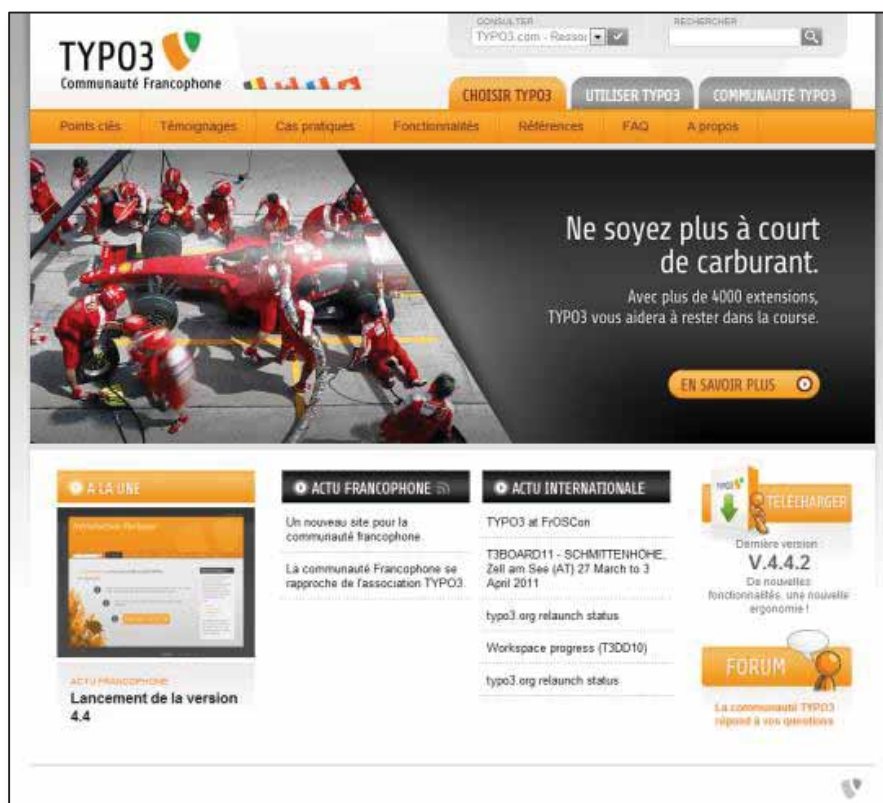 CONSULTER
TYPO3.com - Ressou
RECHERCHER
TYPO3
Communauté Francophone
CHOISIR TYPO3
UTILISER TYPO3
COMMUNAUTÉ TYPO3
Points clés
Témoignages
Cas pratiques
Fonctionnalités
Références
FAQ
A propos
Ne soyez plus à court
de carburant.
Avec plus de 4000 extensions,
TYPO3 vous aidera à rester dans la course.
EN SAVOIR PLUS
A LA UNE
Introduction Package
ACTU FRANCOPHONE
Lancement de la version
4.4
ACTU FRANCOPHONE
Un nouveau site pour la
communauté francophone
La communauté Francophone se
rapproche de l'association TYPO3.
ACTU INTERNATIONALE
TYPO3 at FrOSCon
T3BOARD11 - SCHMITTENHÖHE,
Zell am See (AT) 27 March to 3
April 2011
typo3.org relaunch status
Workspace progress (T3DD10)
typo3.org relaunch status
TYPO3
TÉLÉCHARGER
Dernière version
V.4.4.2
De nouvelles
fonctionnalités, une nouvelle
ergonomie !
FORUM
La communauté TYPO3
répond à vos questions